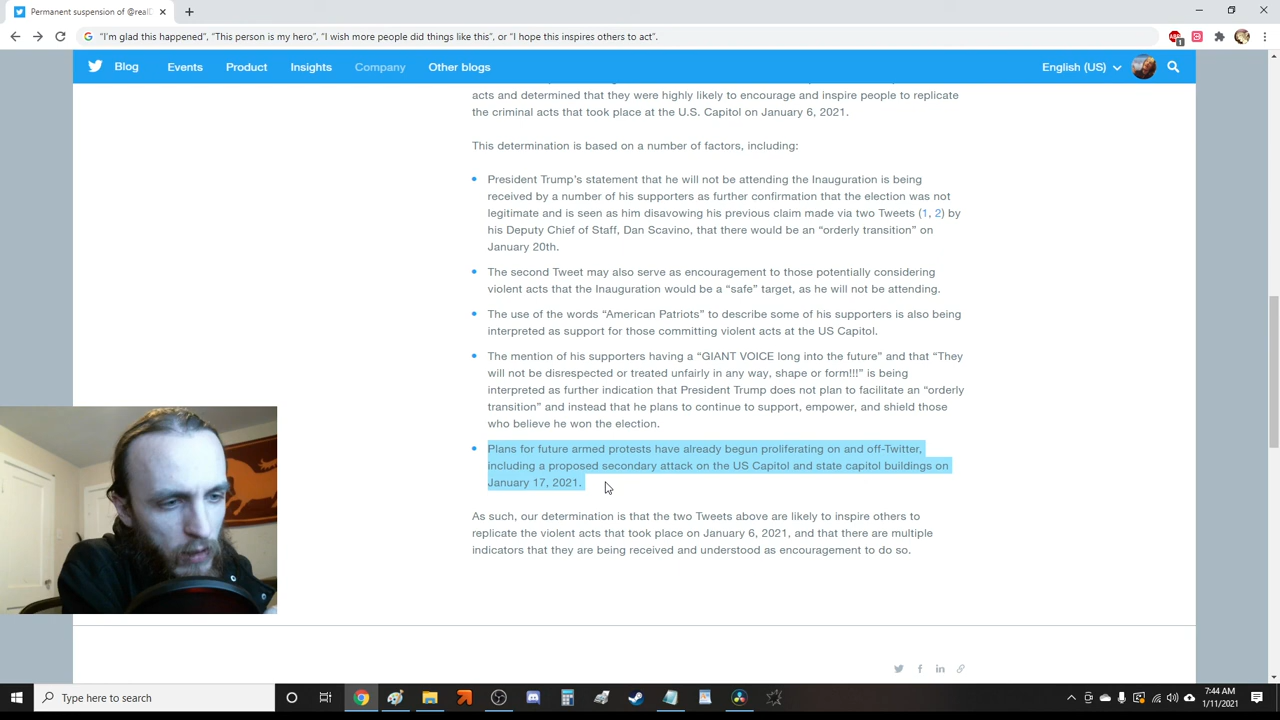 Permanent suspension of @realD
"I'm glad this happened", "This person is my hero", "I wish more people did things like this", or "I hope this inspires others to act".
Blog Events Product Insights Company Other blogs English (US)
acts and determined that they were highly likely to encourage and inspire people to replicate
the criminal acts that took place at the U.S. Capitol on January 6, 2021.
This determination is based on a number of factors, including:
President Trump's statement that he will not be attending the Inauguration is being
received by a number of his supporters as further confirmation that the election was not
legitimate and is seen as him disavowing his previous claim made via two Tweets (1, 2) by
his Deputy Chief of Staff, Dan Scavino, that there would be an "orderly transition" on
January 20th.
The second Tweet may also serve as encouragement to those potentially considering
violent acts that the Inauguration would be a "safe" target, as he will not be attending.
The use of the words "American Patriots" to describe some of his supporters is also being
interpreted as support for those committing violent acts at the US Capitol.
The mention of his supporters having a "GIANT VOICE long into the future" and that "They
will not be disrespected or treated unfairly in any way, shape or form!!!" is being
interpreted as further indication that President Trump does not plan to facilitate an "orderly
transition" and instead that he plans to continue to support, empower, and shield those
who believe he won the election.
Plans for future armed protests have already begun proliferating on and off-Twitter,
including a proposed secondary attack on the US Capitol and state capitol buildings on
January 17, 2021.
As such, our determination is that the two Tweets above are likely to inspire others to
replicate the violent acts that took place on January 6, 2021, and that there are multiple
indicators that they are being received and understood as encouragement to do so.
Type here to search
7:44 AM
1/11/2021